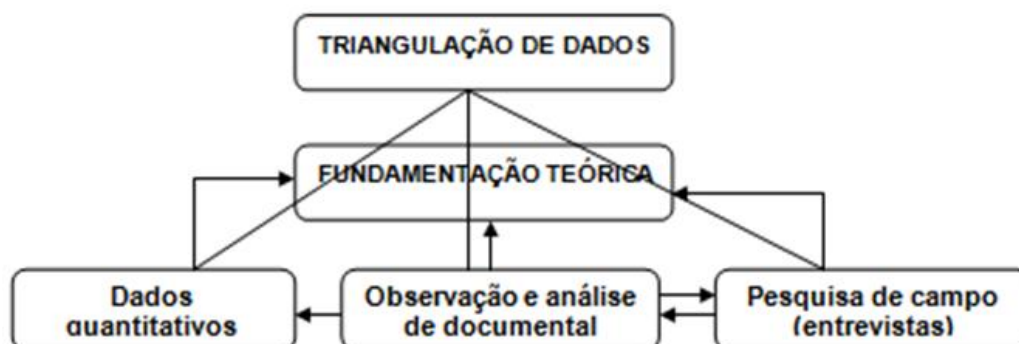 TRIANGULAÇÃO DE DADOS
FUNDAMENTAÇÃO TEÓRICA
Dados
quantitativos
Observação e análise
de documental
Pesquisa de campo
(entrevistas)